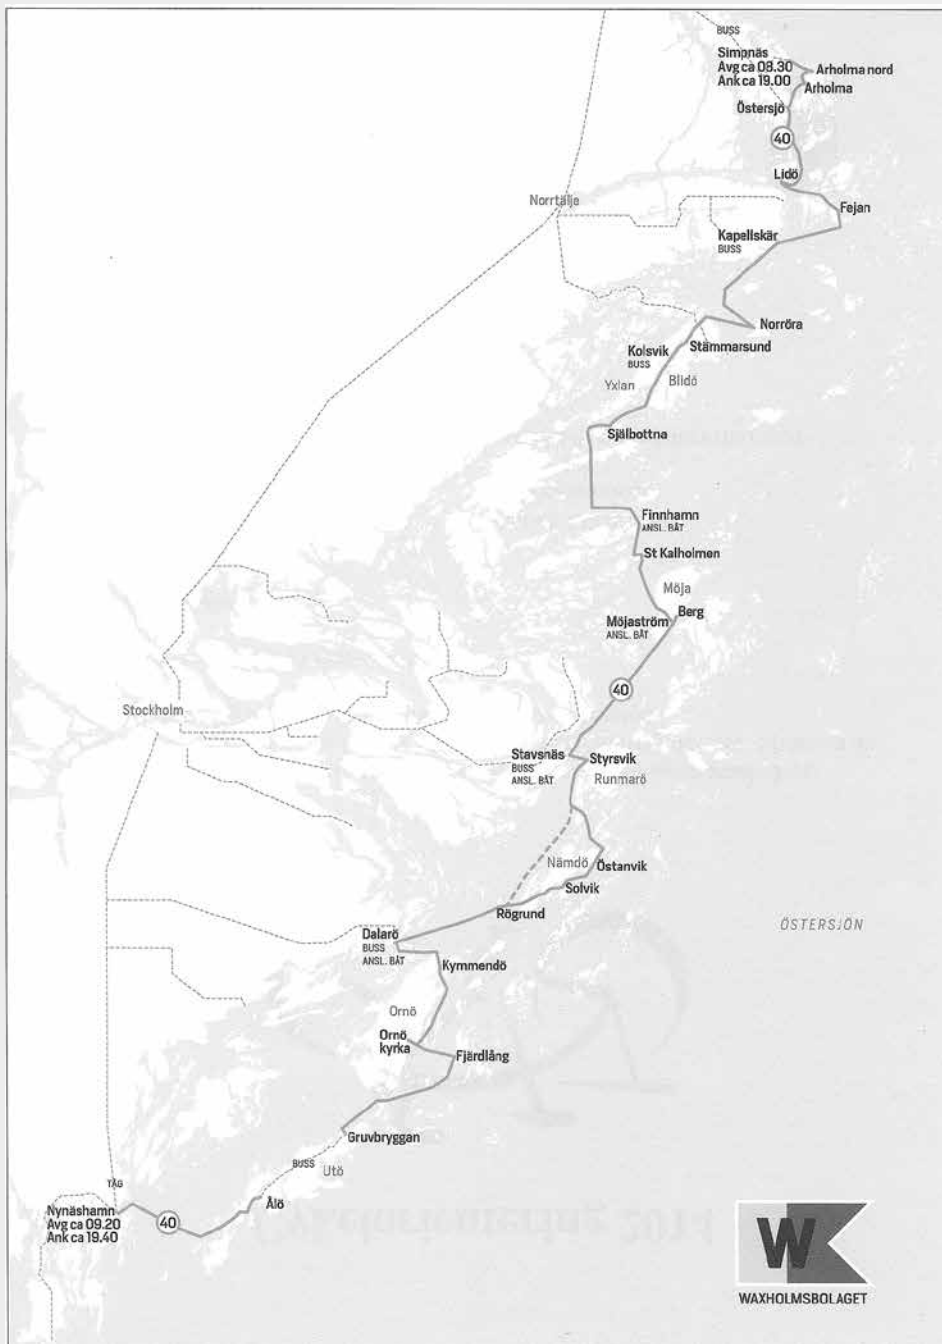 BUSS
Simpnäs
Avg ca 08.30
Ank ca 19.00
Arholma nord
Arholma
Östersjö
40
Lidö
Norrtälje
Fejan
Kapellskär
BUSS
Norröra
Stämmarsund
Kolsvik
BUSS
Yxlan
Blidö
Själbottna
Finnhamn
ANSL. BÅT
St Kalholmen
Möja
Berg
Möjaström
ANSL. BÅT
40
Stockholm
Stavsnäs
BUSS
ANSL. BÅT
Styrsvik
Runmarö
Nämdö
Östanvik
Solvik
Rögrund
ÖSTERSJÖN
Dalarö
BUSS
ANSL. BÅT
Kymmendö
Ornö
Ornö
kyrka
Fjärdlång
Gruvbryggan
BUSS
Utö
TÅG
Ålö
Nynäshamn
Avg ca 09.20
Ank ca 19.40
40
W
WAXHOLMSBOLAGET